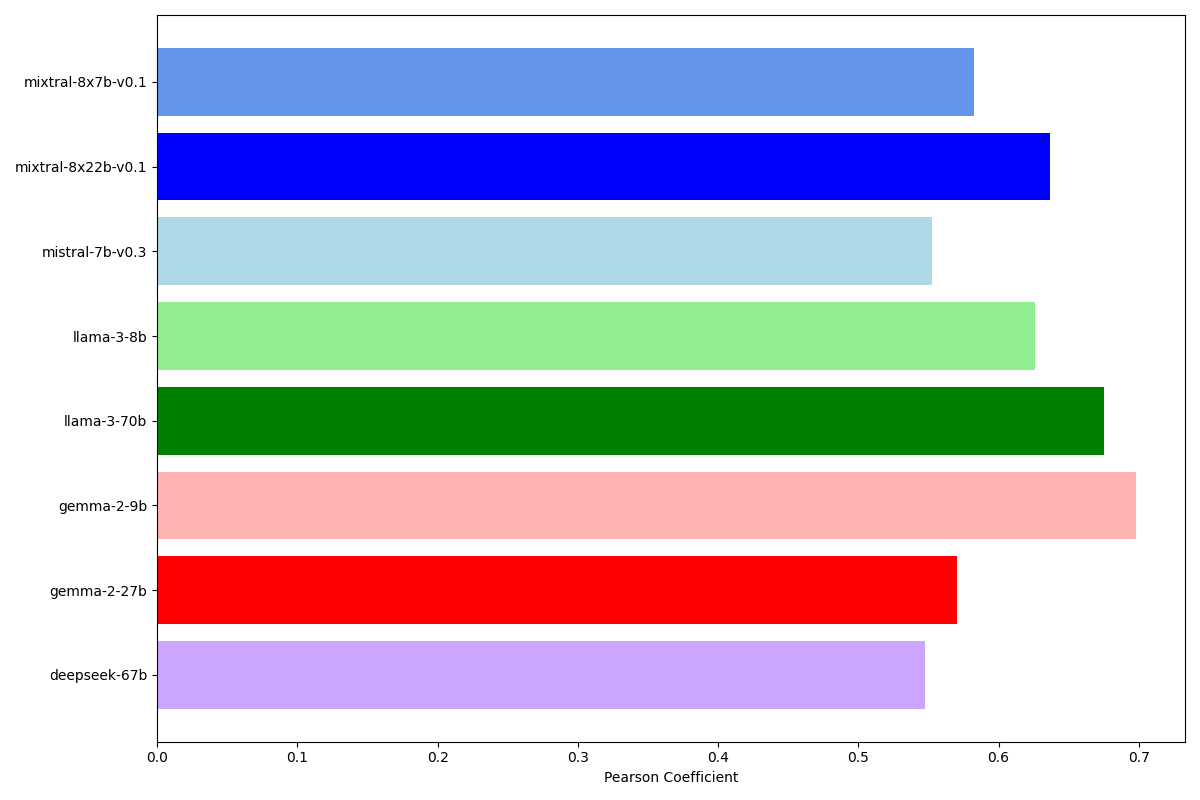 mixtral-8x7b-v0.1
mixtral-8x22b-v0.1
mistral-7b-v0.3
llama-3-8b
llama-3-70b
gemma-2-9b
gemma-2-27b
deepseek-67b
0.0 0.1 0.2 0.3 0.4 0.5 0.6 0.7
Pearson Coefficient